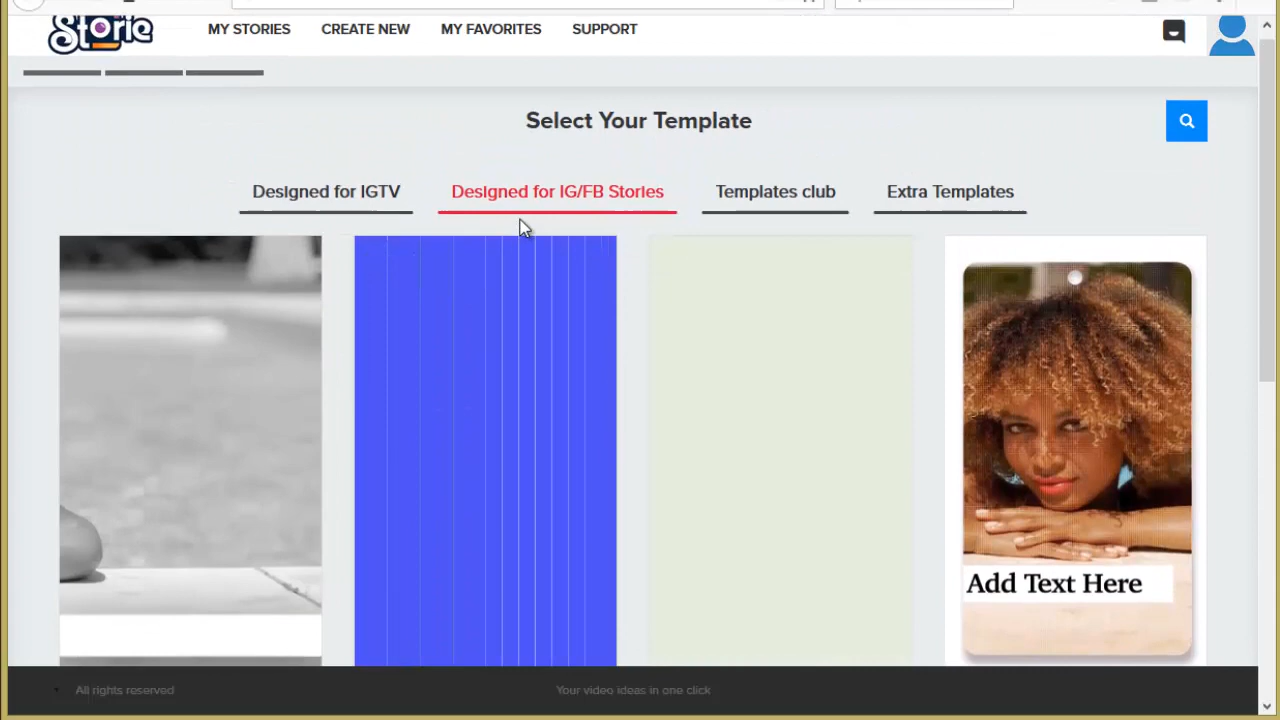 Storie
MY STORIES CREATE NEW MY FAVORITES SUPPORT
Select Your Template
Designed for IGTV Designed for IG/FB Stories Templates club Extra Templates
Add Text Here
All rights reserved Your video ideas in one click